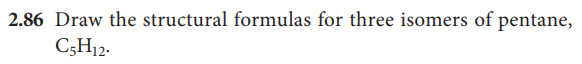 2.86 Draw the structural formulas for three isomers of pentane,
C₅H₁₂.